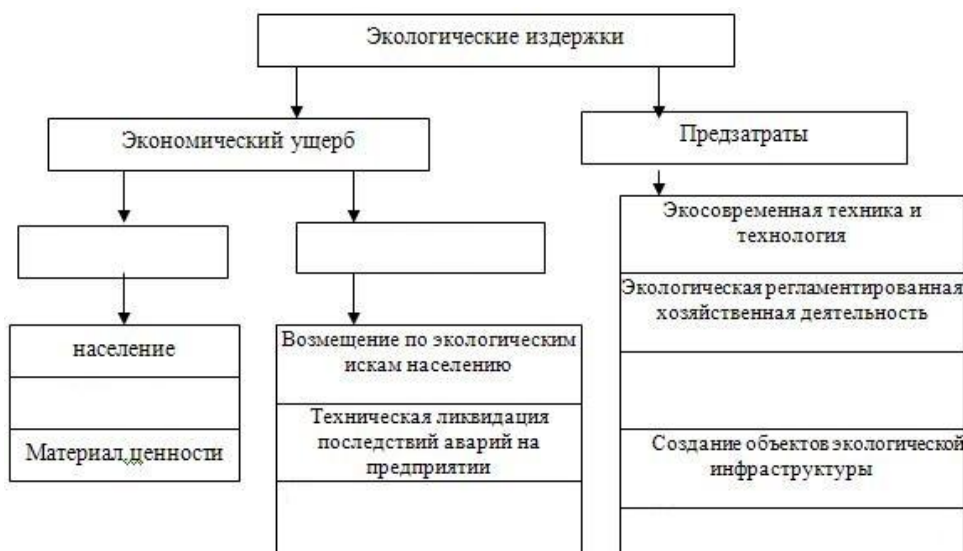 Экологические издержки
Экономический ущерб
Предзатраты
население
Материал.ценности
Возмещение по экологическим
искам населению
Техническая ликвидация
последствий аварий на
предприятии
Экосовременная техника и
технология
Экологическая регламентированная
хозяйственная деятельность
Создание объектов экологической
инфраструктуры